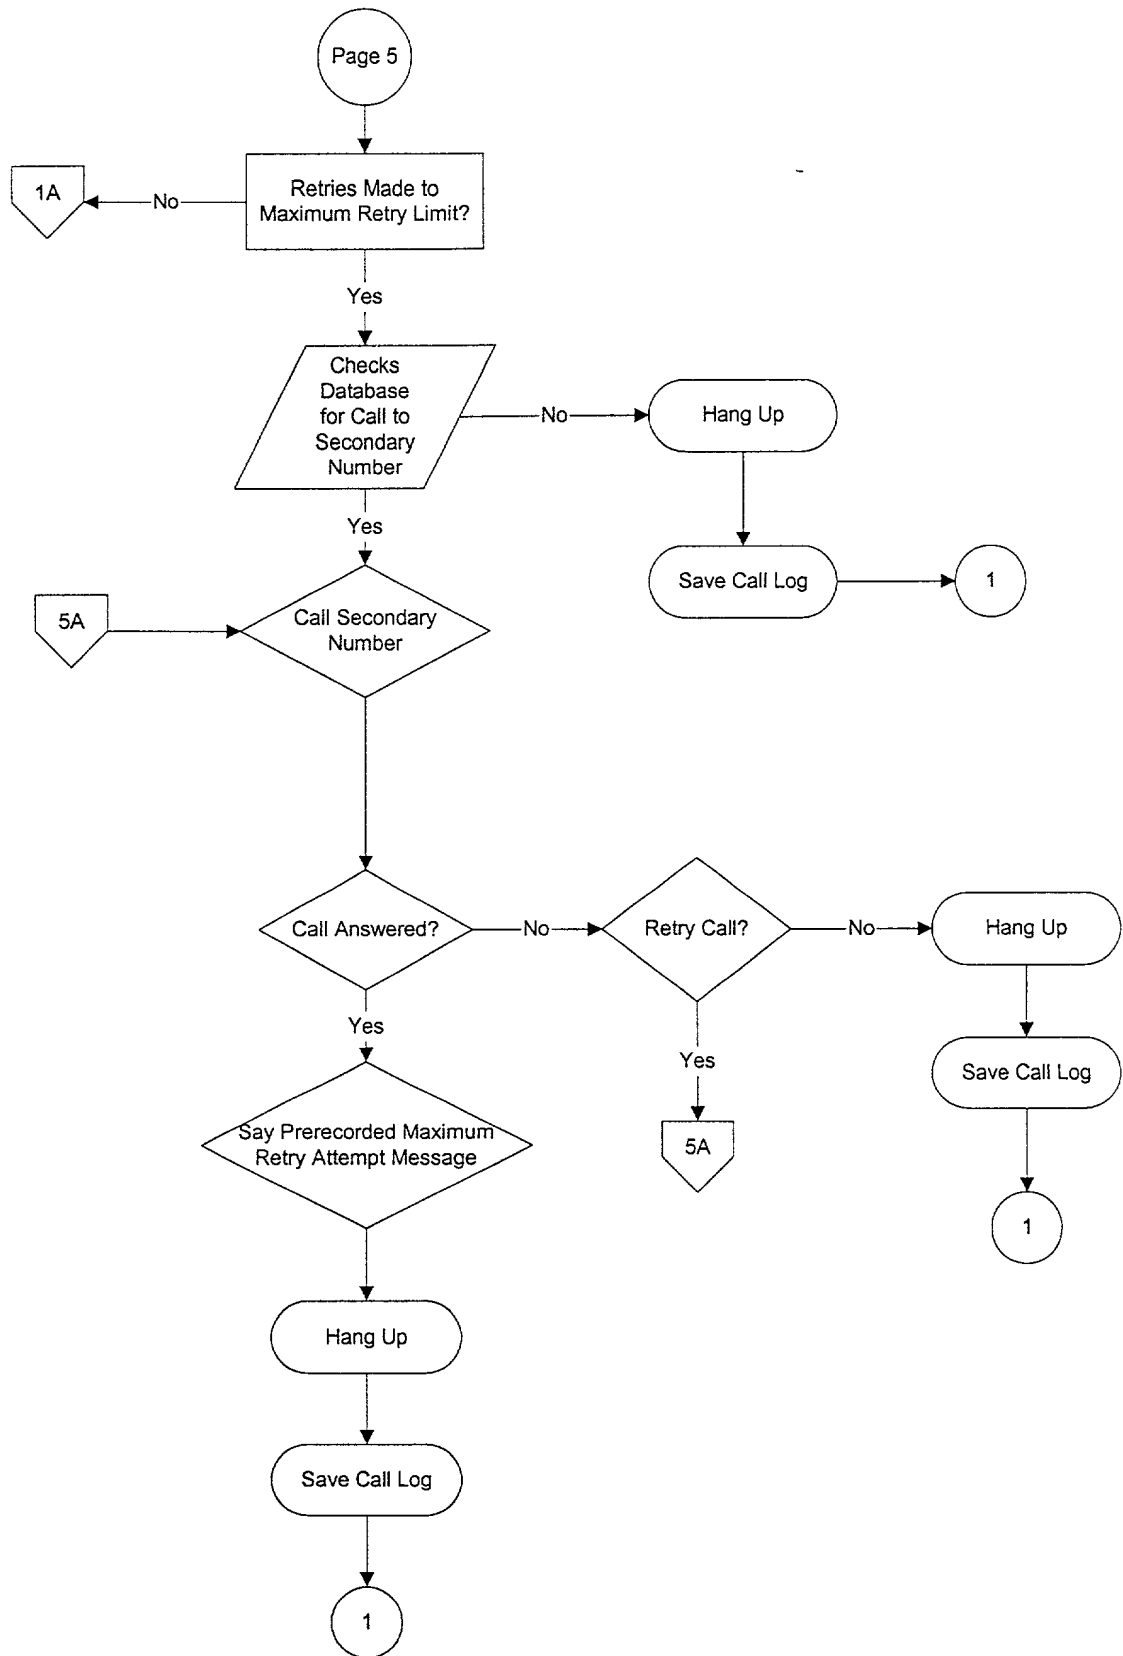 Page 5
1A
No
Retries Made to
Maximum Retry Limit?
Yes
Checks
Database
for Call to
Secondary
Number
No
Hang Up
Yes
Save Call Log
1
5A
Call Secondary
Number
Call Answered?
No
Retry Call?
No
Hang Up
Yes
Yes
Save Call Log
Say Prerecorded Maximum
Retry Attempt Message
5A
1
Hang Up
Save Call Log
1